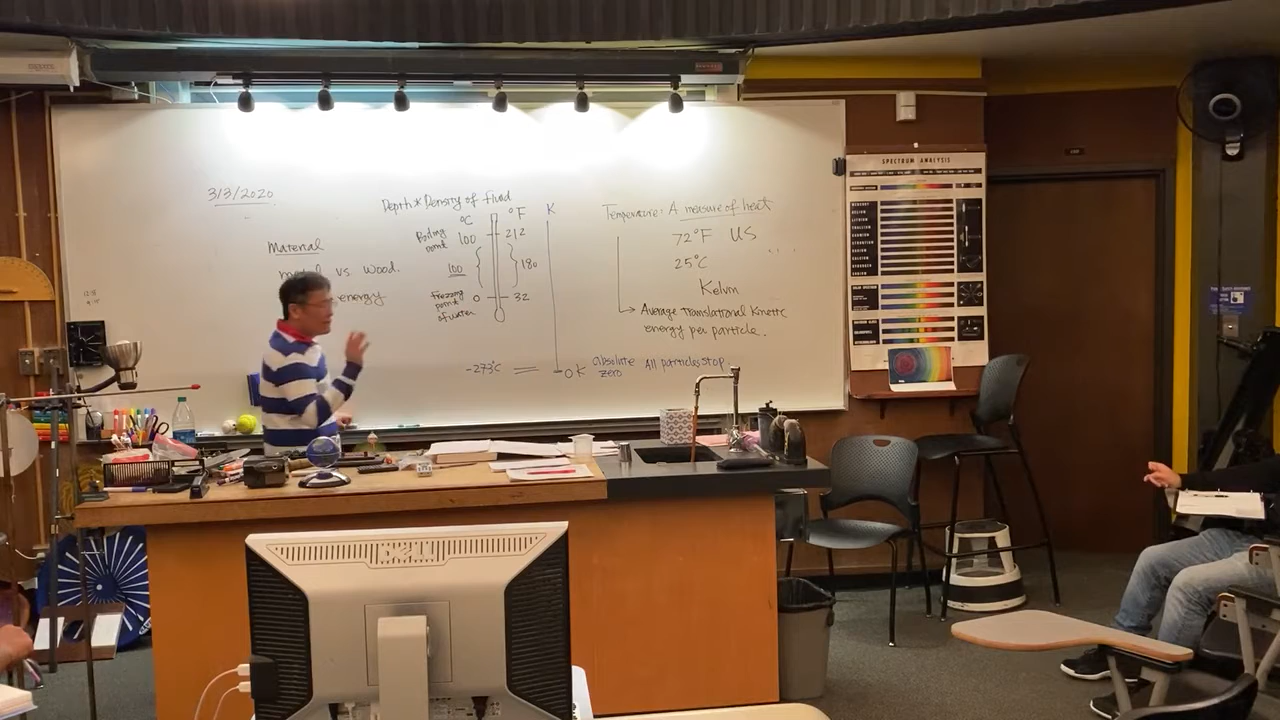 3/3/2020
Material
vs wood.
energy
Depth * Density of fluid
°C °F K
Boiling point 100 212
100 180
freezing point of water 0 32
-273°C = 0 K absolute zero All particles stop.
Temperature: A measure of heat
72°F US
25°C
Kelvin
Average Translational Kinetic
energy per particle.
SPECTRUM ANALYSIS